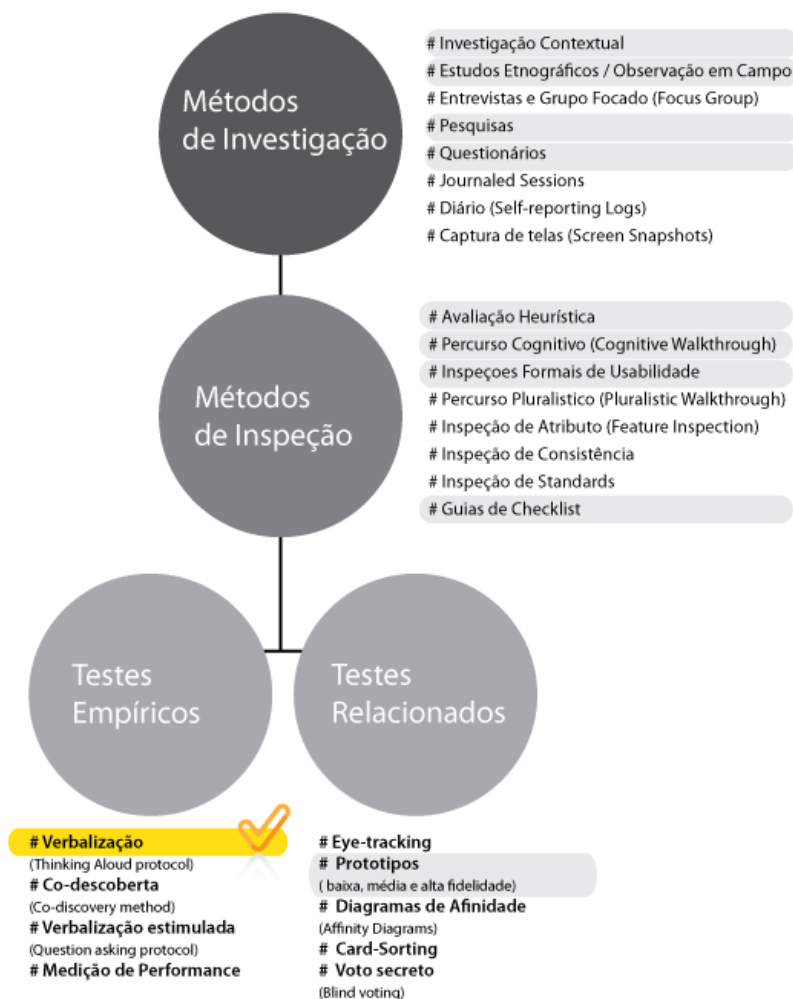 Métodos
de Investigação
# Investigação Contextual
# Estudos Etnográficos / Observação em Campo
# Entrevistas e Grupo Focado (Focus Group)
# Pesquisas
# Questionários
# Journaled Sessions
# Diário (Self-reporting Logs)
# Captura de telas (Screen Snapshots)
Métodos
de Inspeção
# Avaliação Heurística
# Percurso Cognitivo (Cognitive Walkthrough)
# Inspeçoes Formais de Usabilidade
# Percurso Pluralistico (Pluralistic Walkthrough)
# Inspeção de Atributo (Feature Inspection)
# Inspeção de Consistência
# Inspeção de Standards
# Guias de Checklist
Testes
Empíricos
Testes
Relacionados
# Verbalização
(Thinking Aloud protocol)
# Co-descoberta
(Co-discovery method)
# Verbalização estimulada
(Question asking protocol)
# Medição de Performance
# Eye-tracking
# Prototipos
( baixa, média e alta fidelidade)
# Diagramas de Afinidade
(Affinity Diagrams)
# Card-Sorting
# Voto secreto
(Blind voting)